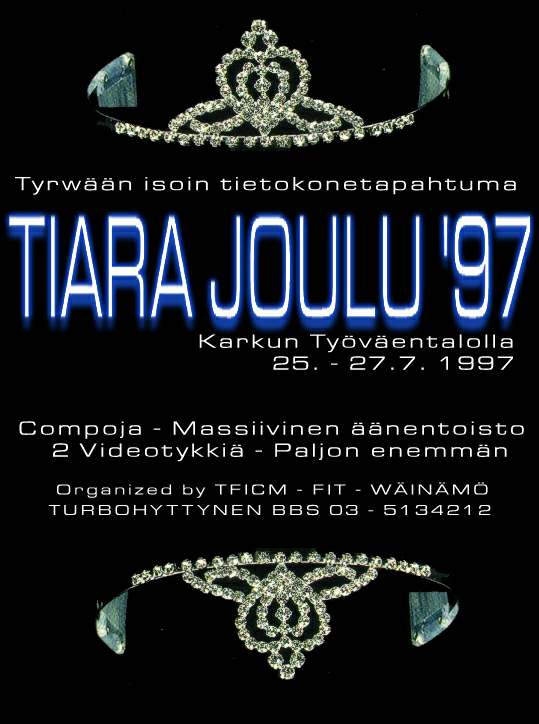 Tyrwään isoin tietokonetapahtuma
TIARA JOULU '97
Karkun Työväentalolla
25. - 27.7. 1997
Compoja - Massiivinen äänentoisto
2 Videotykkiä - Paljon enemmän
Organized by TFICM - FIT - WÄINÄMÖ
TURBOHYTTYNEN BBS 03 - 5134212